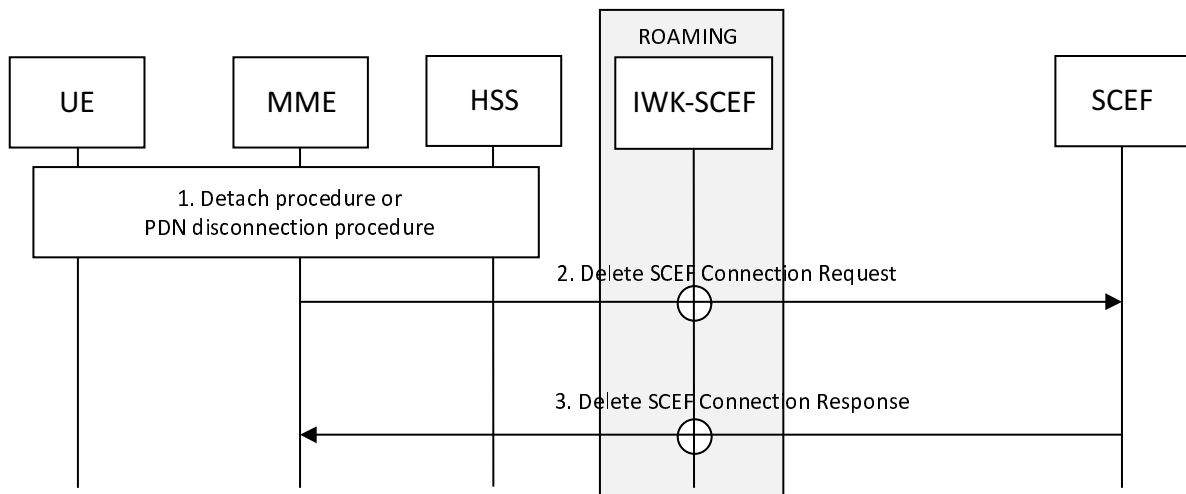 ROAMING
UE
MME
HSS
IWK-SCEF
SCEF
1. Detach procedure or
PDN disconnection procedure
2. Delete SCEF Connection Request
3. Delete SCEF Connection Response